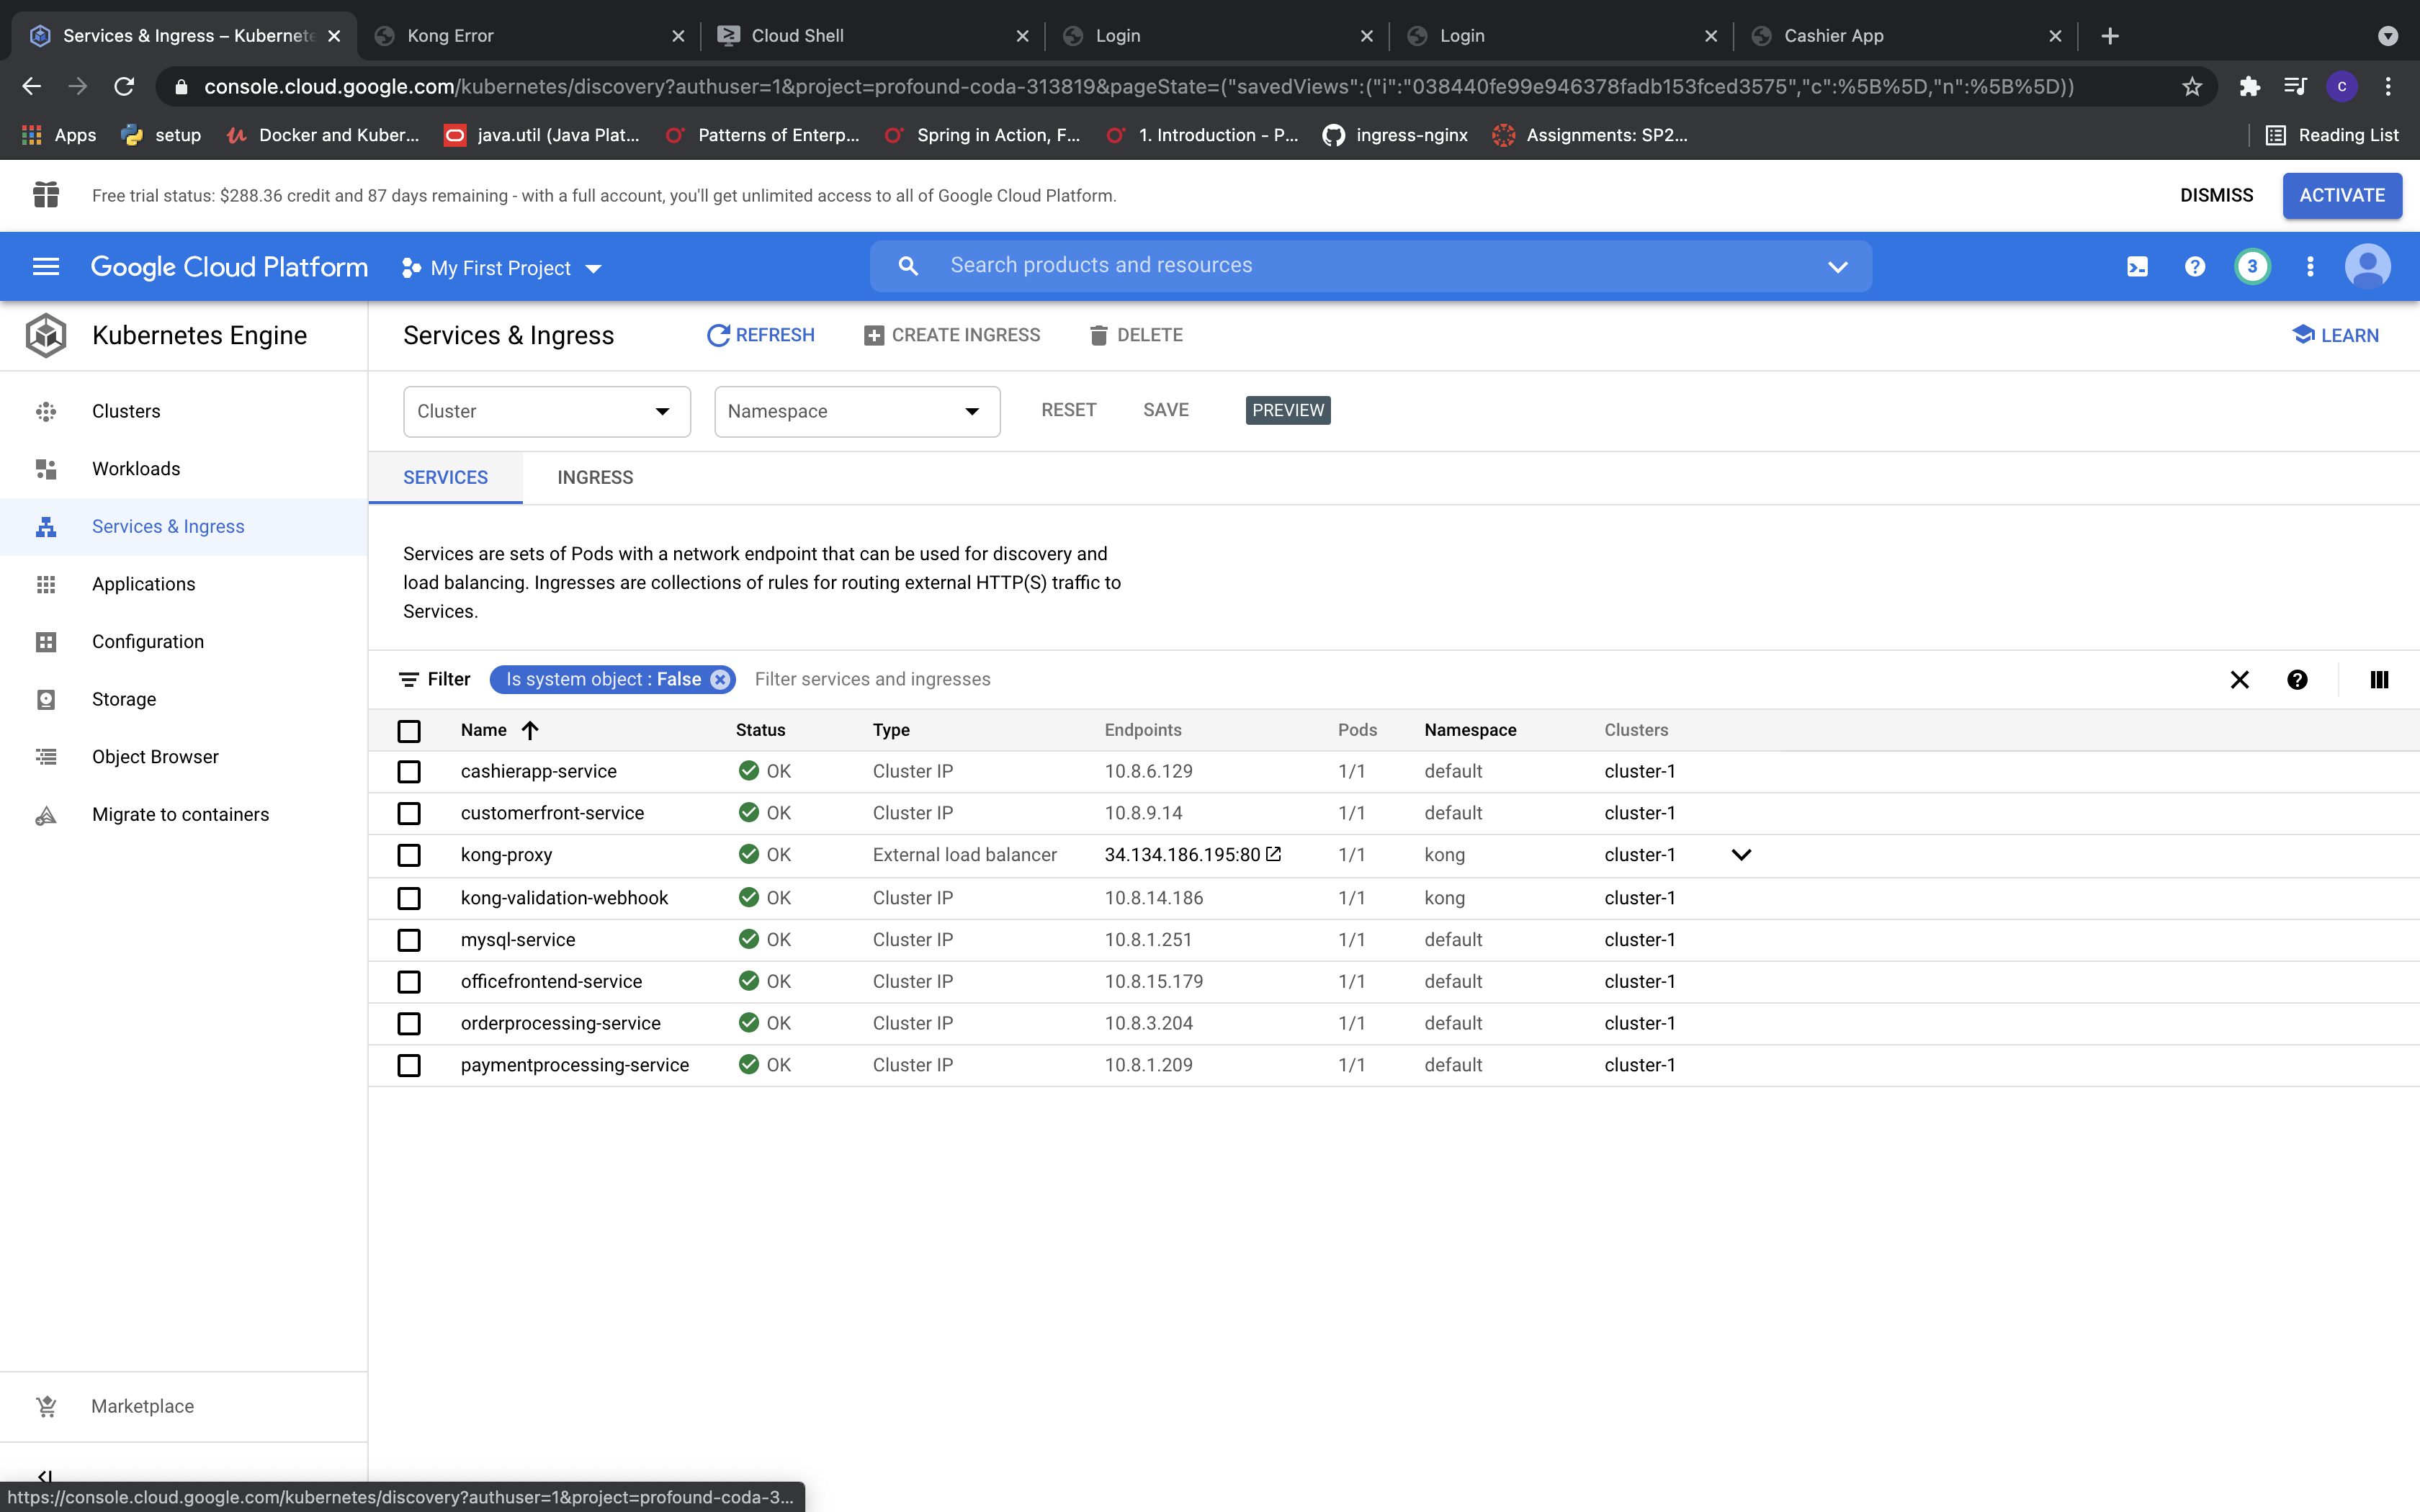 Services & Ingress – Kubernete
Kong Error
Cloud Shell
Login
Login
Cashier App
console.cloud.google.com/kubernetes/discovery?authuser=1&project=profound-coda-313819&pageState=("savedViews":("i":"038440fe99e946378fadb153fced3575","c":%5B%5D,"n":%5B%5D))
C
Apps
setup
Docker and Kuber...
java.util (Java Plat...
Patterns of Enterp...
Spring in Action, F...
1. Introduction - P...
ingress-nginx
Assignments: SP2...
Reading List
Free trial status: $288.36 credit and 87 days remaining - with a full account, you'll get unlimited access to all of Google Cloud Platform.
DISMISS
ACTIVATE
Google Cloud Platform
My First Project
Search products and resources
3
Kubernetes Engine
Services & Ingress
REFRESH
CREATE INGRESS
DELETE
LEARN
Clusters
Workloads
Services & Ingress
Applications
Configuration
Storage
Object Browser
Migrate to containers
Marketplace
Cluster
Namespace
RESET
SAVE
PREVIEW
SERVICES
INGRESS
Services are sets of Pods with a network endpoint that can be used for discovery and
load balancing. Ingresses are collections of rules for routing external HTTP(S) traffic to
Services.
Filter
Is system object : False
Filter services and ingresses
Name Status Type Endpoints Pods Namespace Clusters
cashierapp-service OK Cluster IP 10.8.6.129 1/1 default cluster-1
customerfront-service OK Cluster IP 10.8.9.14 1/1 default cluster-1
kong-proxy OK External load balancer 34.134.186.195:80 1/1 kong cluster-1
kong-validation-webhook OK Cluster IP 10.8.14.186 1/1 kong cluster-1
mysql-service OK Cluster IP 10.8.1.251 1/1 default cluster-1
officefrontend-service OK Cluster IP 10.8.15.179 1/1 default cluster-1
orderprocessing-service OK Cluster IP 10.8.3.204 1/1 default cluster-1
paymentprocessing-service OK Cluster IP 10.8.1.209 1/1 default cluster-1
https://console.cloud.google.com/kubernetes/discovery?authuser=1&project=profound-coda-3...